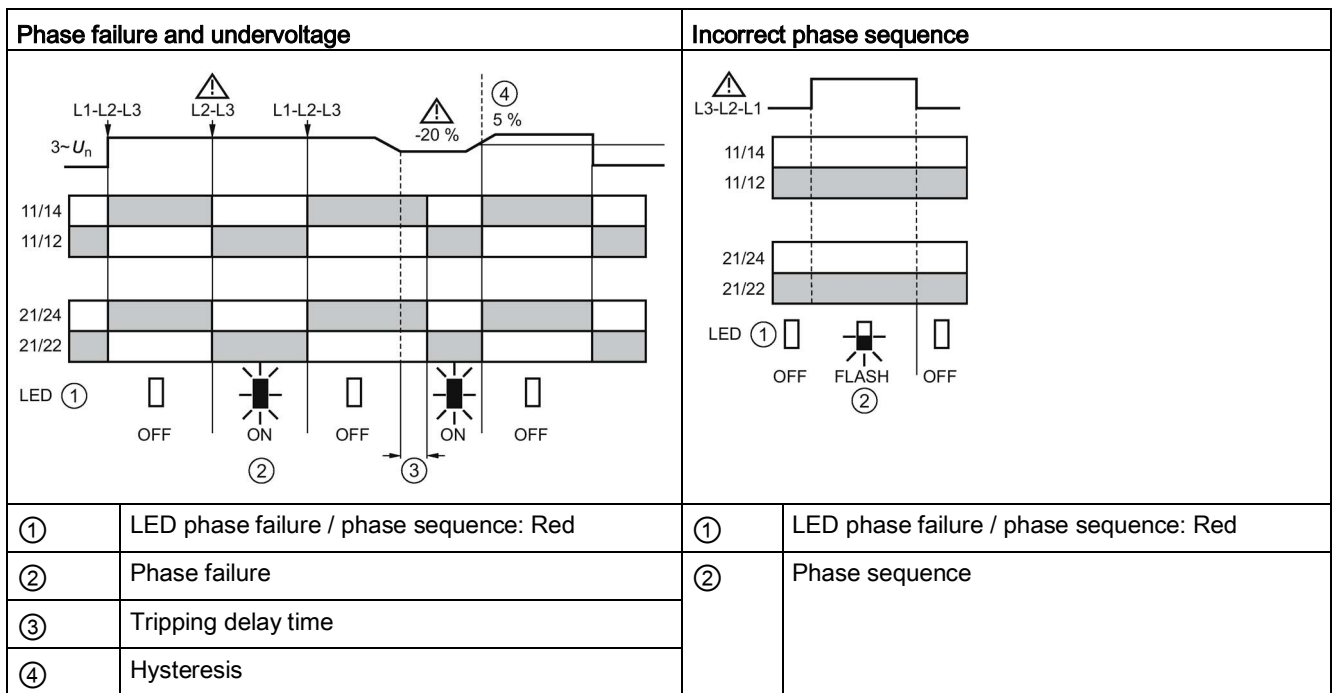 Phase failure and undervoltage
L1-L2-L3 L2-L3 L1-L2-L3
-20 %
④
5 %
3~Un
11/14
11/12
21/24
21/22
LED ①
OFF ON OFF ON OFF
② ③
Incorrect phase sequence
L3-L2-L1
11/14
11/12
21/24
21/22
LED ①
OFF FLASH OFF
②
① LED phase failure / phase sequence: Red
② Phase failure
③ Tripping delay time
④ Hysteresis
① LED phase failure / phase sequence: Red
② Phase sequence